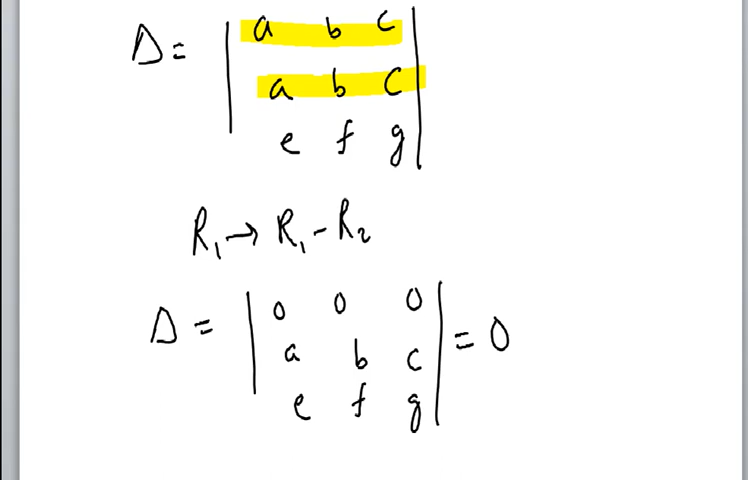 Δ = | a b c |
| a b c |
| e f g |
R₁ → R₁ - R₂
Δ = | 0 0 0 |
| a b c | = 0
| e f g |